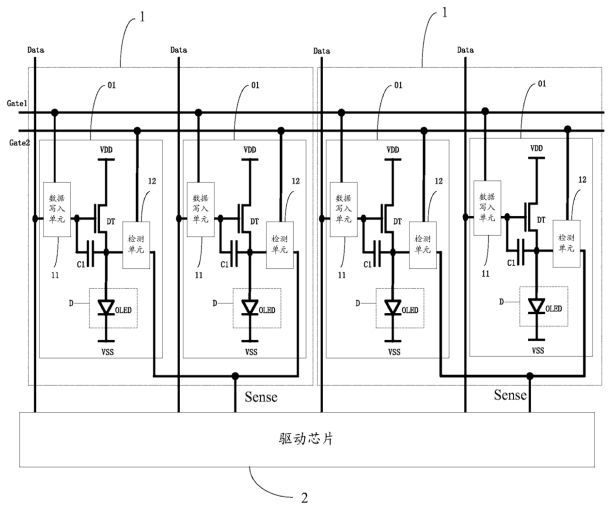 1
1
Data
Data
Data
Data
01
01
01
01
Gate1
Gate2
VDD
VDD
VDD
VDD
12
12
12
12
数据
写入
单元
数据
写入
单元
数据
写入
单元
数据
写入
单元
DT
DT
DT
DT
检测
单元
检测
单元
检测
单元
检测
单元
11
C1
11
C1
11
C1
11
C1
D
OLED
D
OLED
D
OLED
D
OLED
VSS
VSS
VSS
VSS
Sense
Sense
驱动芯片
2